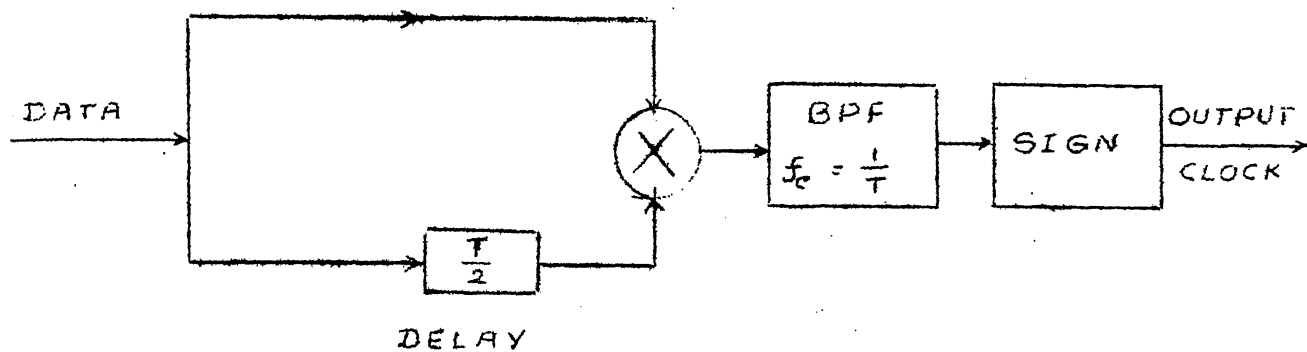 DATA
BPF
f_c = 1/T
SIGN
OUTPUT
CLOCK
T/2
DELAY